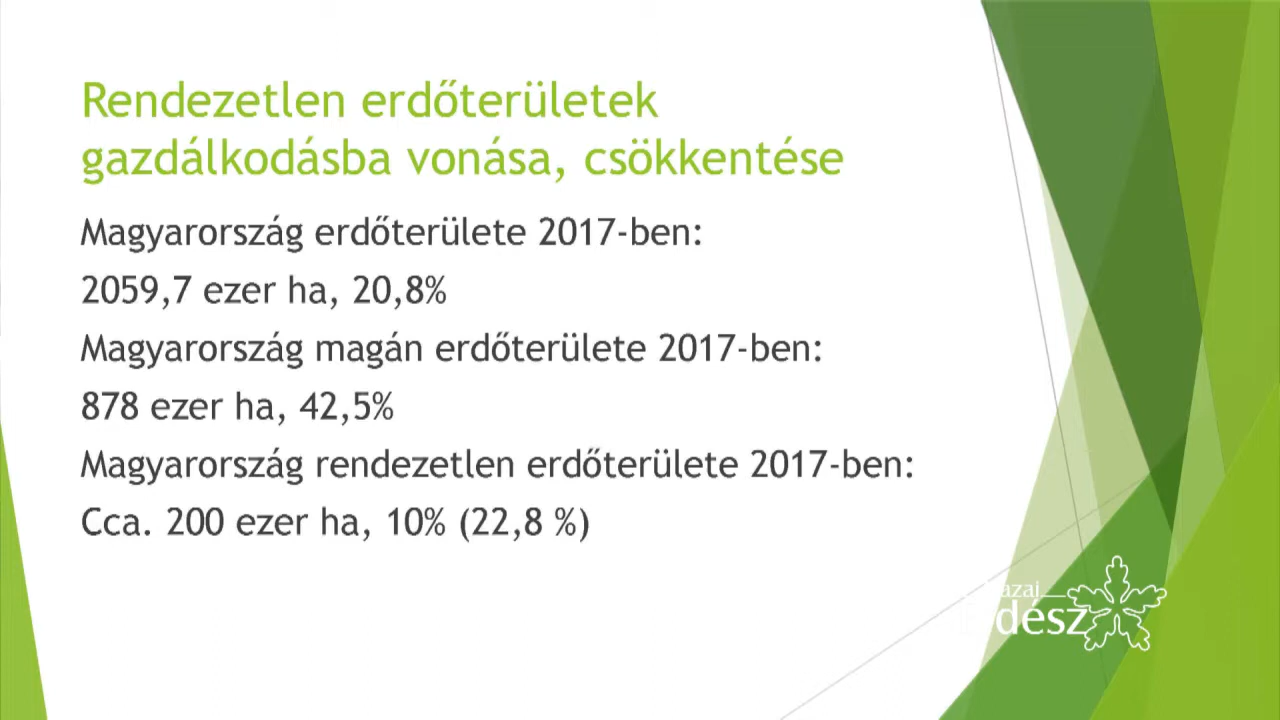 Rendezetlen erdőterületek
gazdálkodásba vonása, csökkentése
Magyarország erdőterülete 2017-ben:
2059,7 ezer ha, 20,8%
Magyarország magán erdőterülete 2017-ben:
878 ezer ha, 42,5%
Magyarország rendezetlen erdőterülete 2017-ben:
Cca. 200 ezer ha, 10% (22,8 %)